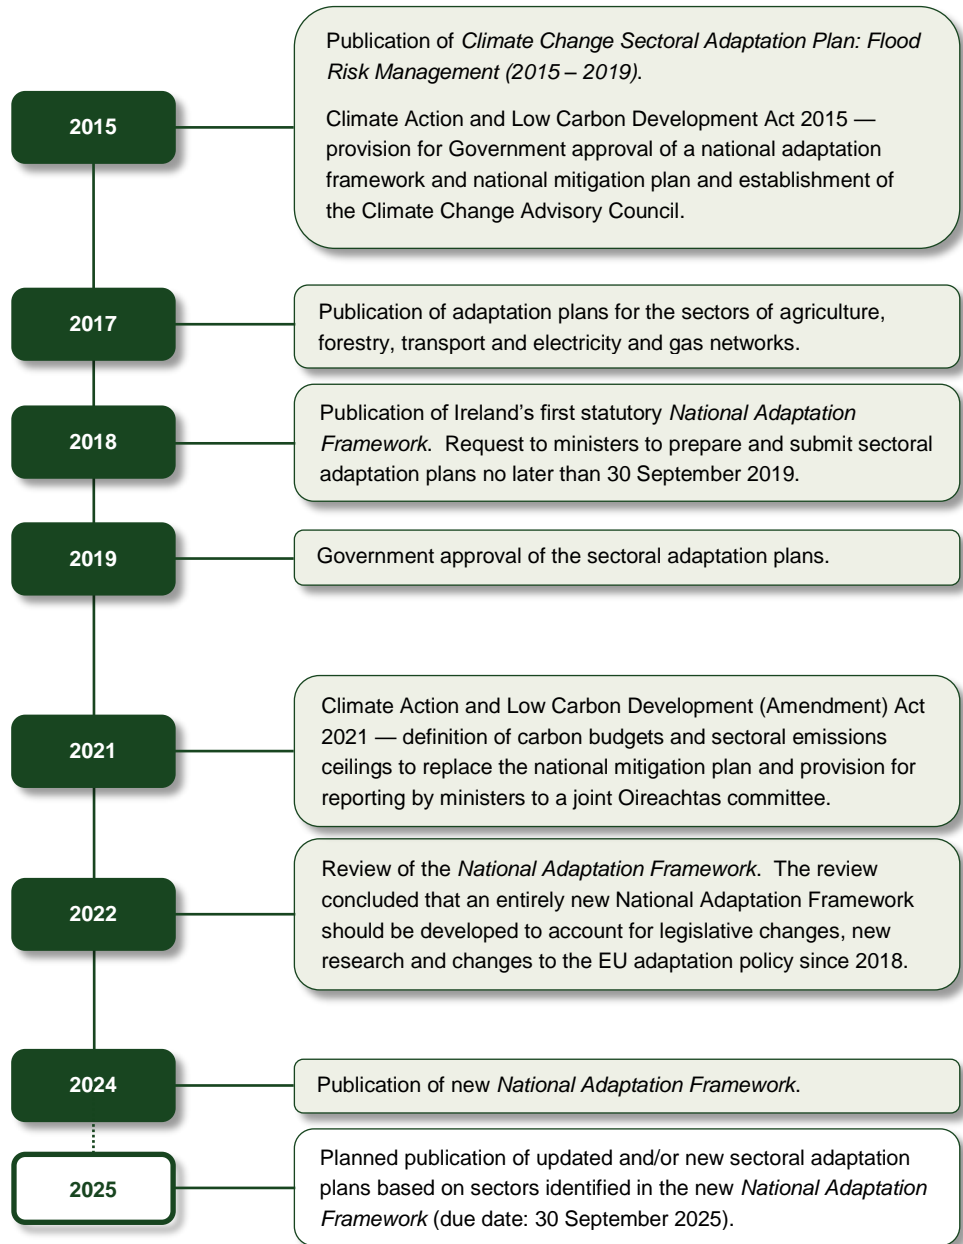 Publication of Climate Change Sectoral Adaptation Plan: Flood
Risk Management (2015 – 2019).
2015
Climate Action and Low Carbon Development Act 2015 —
provision for Government approval of a national adaptation
framework and national mitigation plan and establishment of
the Climate Change Advisory Council.
2017
Publication of adaptation plans for the sectors of agriculture,
forestry, transport and electricity and gas networks.
2018
Publication of Ireland’s first statutory National Adaptation
Framework.  Request to ministers to prepare and submit sectoral
adaptation plans no later than 30 September 2019.
2019
Government approval of the sectoral adaptation plans.
2021
Climate Action and Low Carbon Development (Amendment) Act
2021 — definition of carbon budgets and sectoral emissions
ceilings to replace the national mitigation plan and provision for
reporting by ministers to a joint Oireachtas committee.
2022
Review of the National Adaptation Framework.  The review
concluded that an entirely new National Adaptation Framework
should be developed to account for legislative changes, new
research and changes to the EU adaptation policy since 2018.
2024
Publication of new National Adaptation Framework.
2025
Planned publication of updated and/or new sectoral adaptation
plans based on sectors identified in the new National Adaptation
Framework (due date: 30 September 2025).